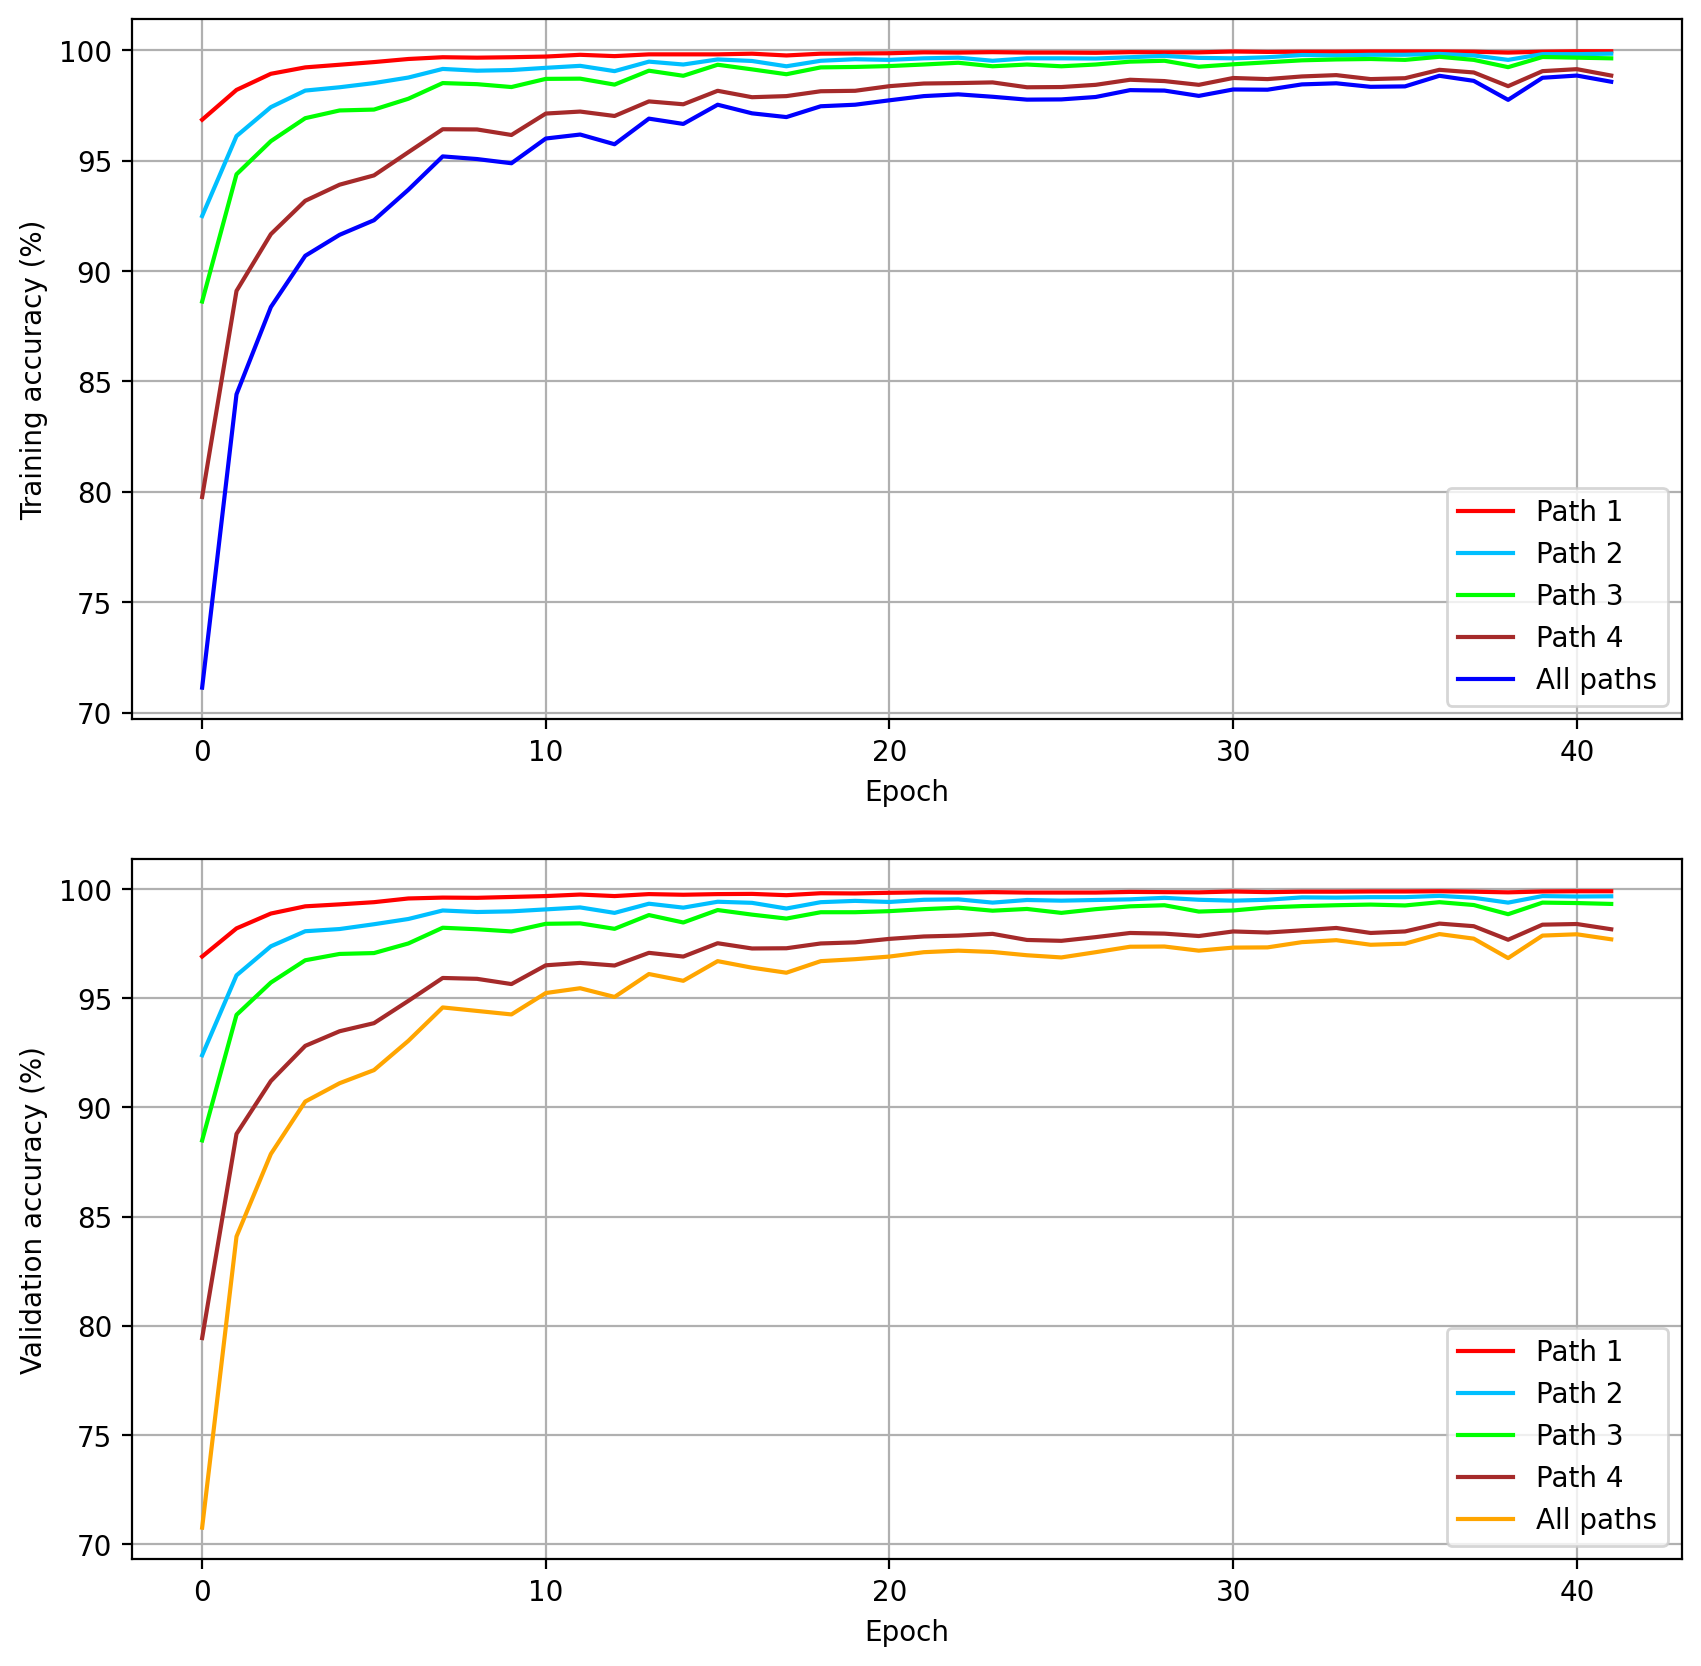 100
95
90
85
80
75
70
Training accuracy (%)
Path 1
Path 2
Path 3
Path 4
All paths
0 10 20 30 40
Epoch
100
95
90
85
80
75
70
Validation accuracy (%)
Path 1
Path 2
Path 3
Path 4
All paths
0 10 20 30 40
Epoch